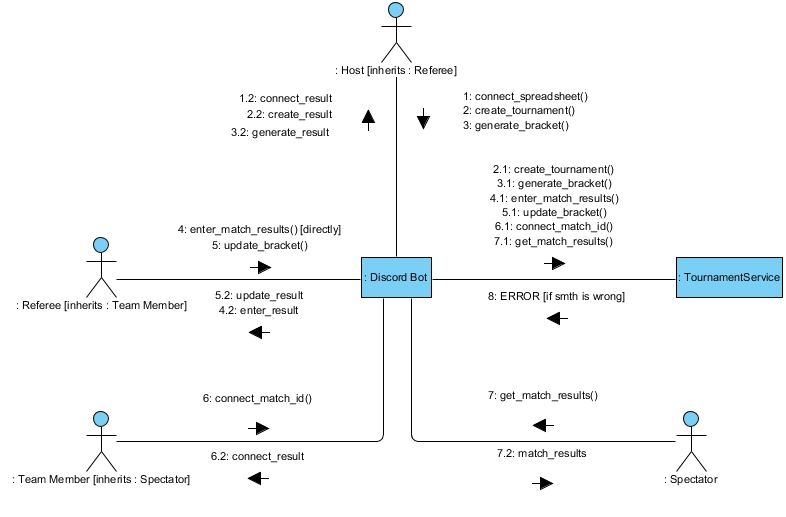 : Host [inherits : Referee]
1.2: connect_result
2.2: create_result
3.2: generate_result
1: connect_spreadsheet()
2: create_tournament()
3: generate_bracket()
2.1: create_tournament()
3.1: generate_bracket()
4.1: enter_match_results()
5.1: update_bracket()
6.1: connect_match_id()
7.1: get_match_results()
4: enter_match_results() [directly]
5: update_bracket()
: Discord Bot
: TournamentService
: Referee [inherits : Team Member]
5.2: update_result
4.2: enter_result
8: ERROR [if smth is wrong]
6: connect_match_id()
7: get_match_results()
6.2: connect_result
7.2: match_results
: Team Member [inherits : Spectator]
: Spectator